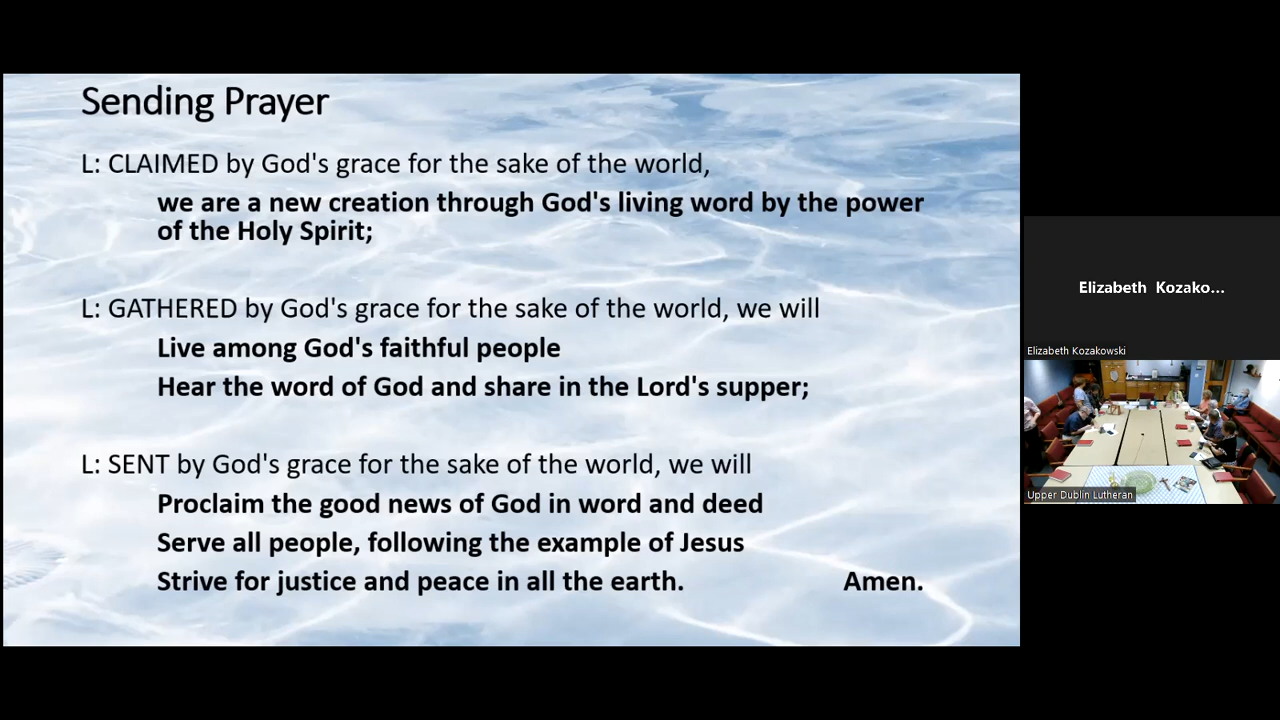 Sending Prayer
L: CLAIMED by God's grace for the sake of the world,
we are a new creation through God's living word by the power
of the Holy Spirit;
L: GATHERED by God's grace for the sake of the world, we will
Live among God's faithful people
Hear the word of God and share in the Lord's supper;
L: SENT by God's grace for the sake of the world, we will
Proclaim the good news of God in word and deed
Serve all people, following the example of Jesus
Strive for justice and peace in all the earth. Amen.
Elizabeth Kozako...
Elizabeth Kozakowski
Upper Dublin Lutheran